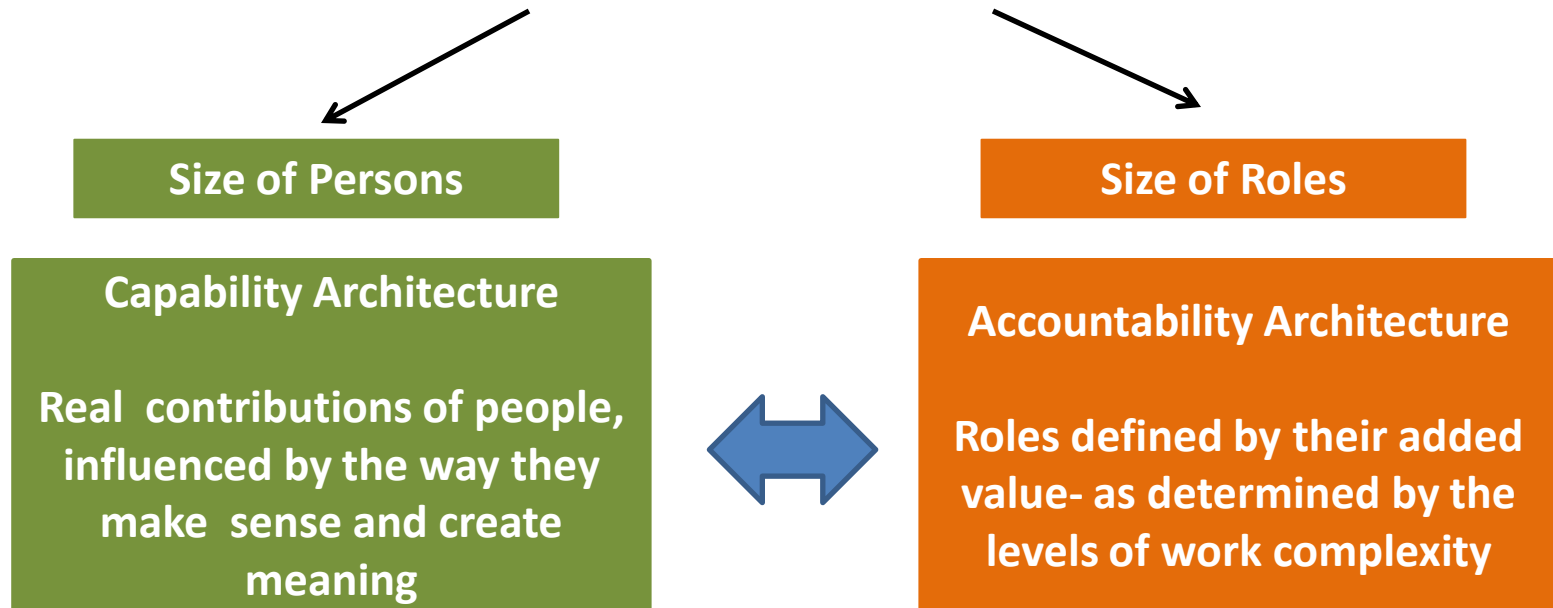 Size of Persons
Capability Architecture
Real  contributions of people,
influenced by the way they
make  sense and create
meaning
Size of Roles
Accountability Architecture
Roles defined by their added
value- as determined by the
levels of work complexity